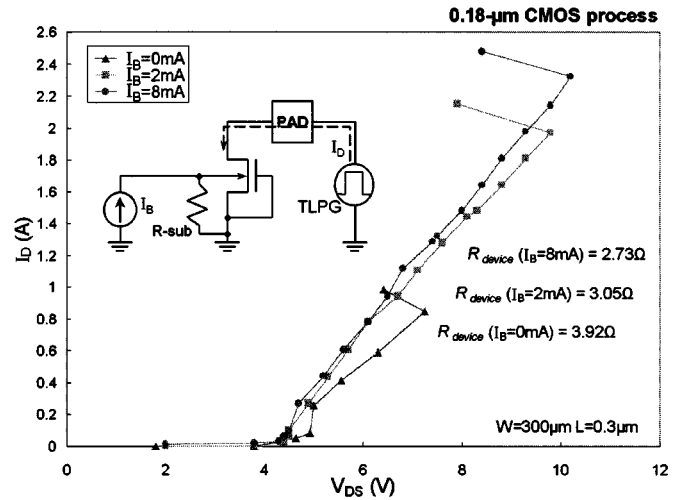 0.18-µm CMOS process
2.6
2.4
2.2
2
1.8
1.6
1.4
1.2
1
0.8
0.6
0.4
0.2
0
I_D (A)
I_B=0mA
I_B=2mA
I_B=8mA
PAD
I_D
I_B
R-sub
TLPG
R_device (I_B=8mA) = 2.73Ω
R_device (I_B=2mA) = 3.05Ω
R_device (I_B=0mA) = 3.92Ω
W=300µm L=0.3µm
0 2 4 6 8 10 12
V_DS (V)